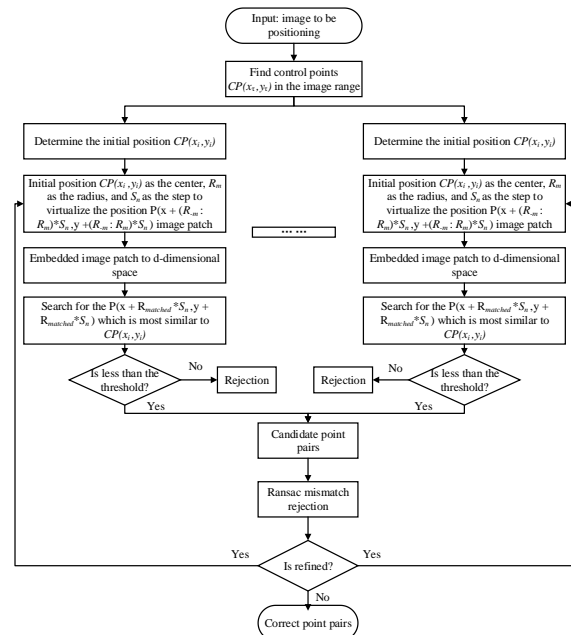 Input: image to be
positioning
Find control points
CP(xₜ,yₜ) in the image range
Determine the initial position CP(xᵢ,yᵢ)
Initial position CP(xᵢ,yᵢ) as the center, Rₘ
as the radius, and Sₙ as the step to
virtualize the position P(x + (R₋ₘ :
Rₘ)*Sₙ,y +(R₋ₘ: Rₘ)*Sₙ) image patch
Embedded image patch to d-dimensional
space
Search for the P(x + Rmatched*Sₙ,y +
Rmatched*Sₙ) which is most similar to
CP(xᵢ,yᵢ)
Is less than the
threshold?
No
Rejection
Yes
... ...
Determine the initial position CP(xᵢ,yᵢ)
Initial position CP(xᵢ,yᵢ) as the center, Rₘ
as the radius, and Sₙ as the step to
virtualize the position P(x + (R₋ₘ :
Rₘ)*Sₙ,y +(R₋ₘ: Rₘ)*Sₙ) image patch
Embedded image patch to d-dimensional
space
Search for the P(x + Rmatched*Sₙ,y +
Rmatched*Sₙ) which is most similar to
CP(xᵢ,yᵢ)
Is less than the
threshold?
No
Rejection
Yes
Candidate point
pairs
Ransac mismatch
rejection
Yes
Is refined?
Yes
No
Correct point pairs